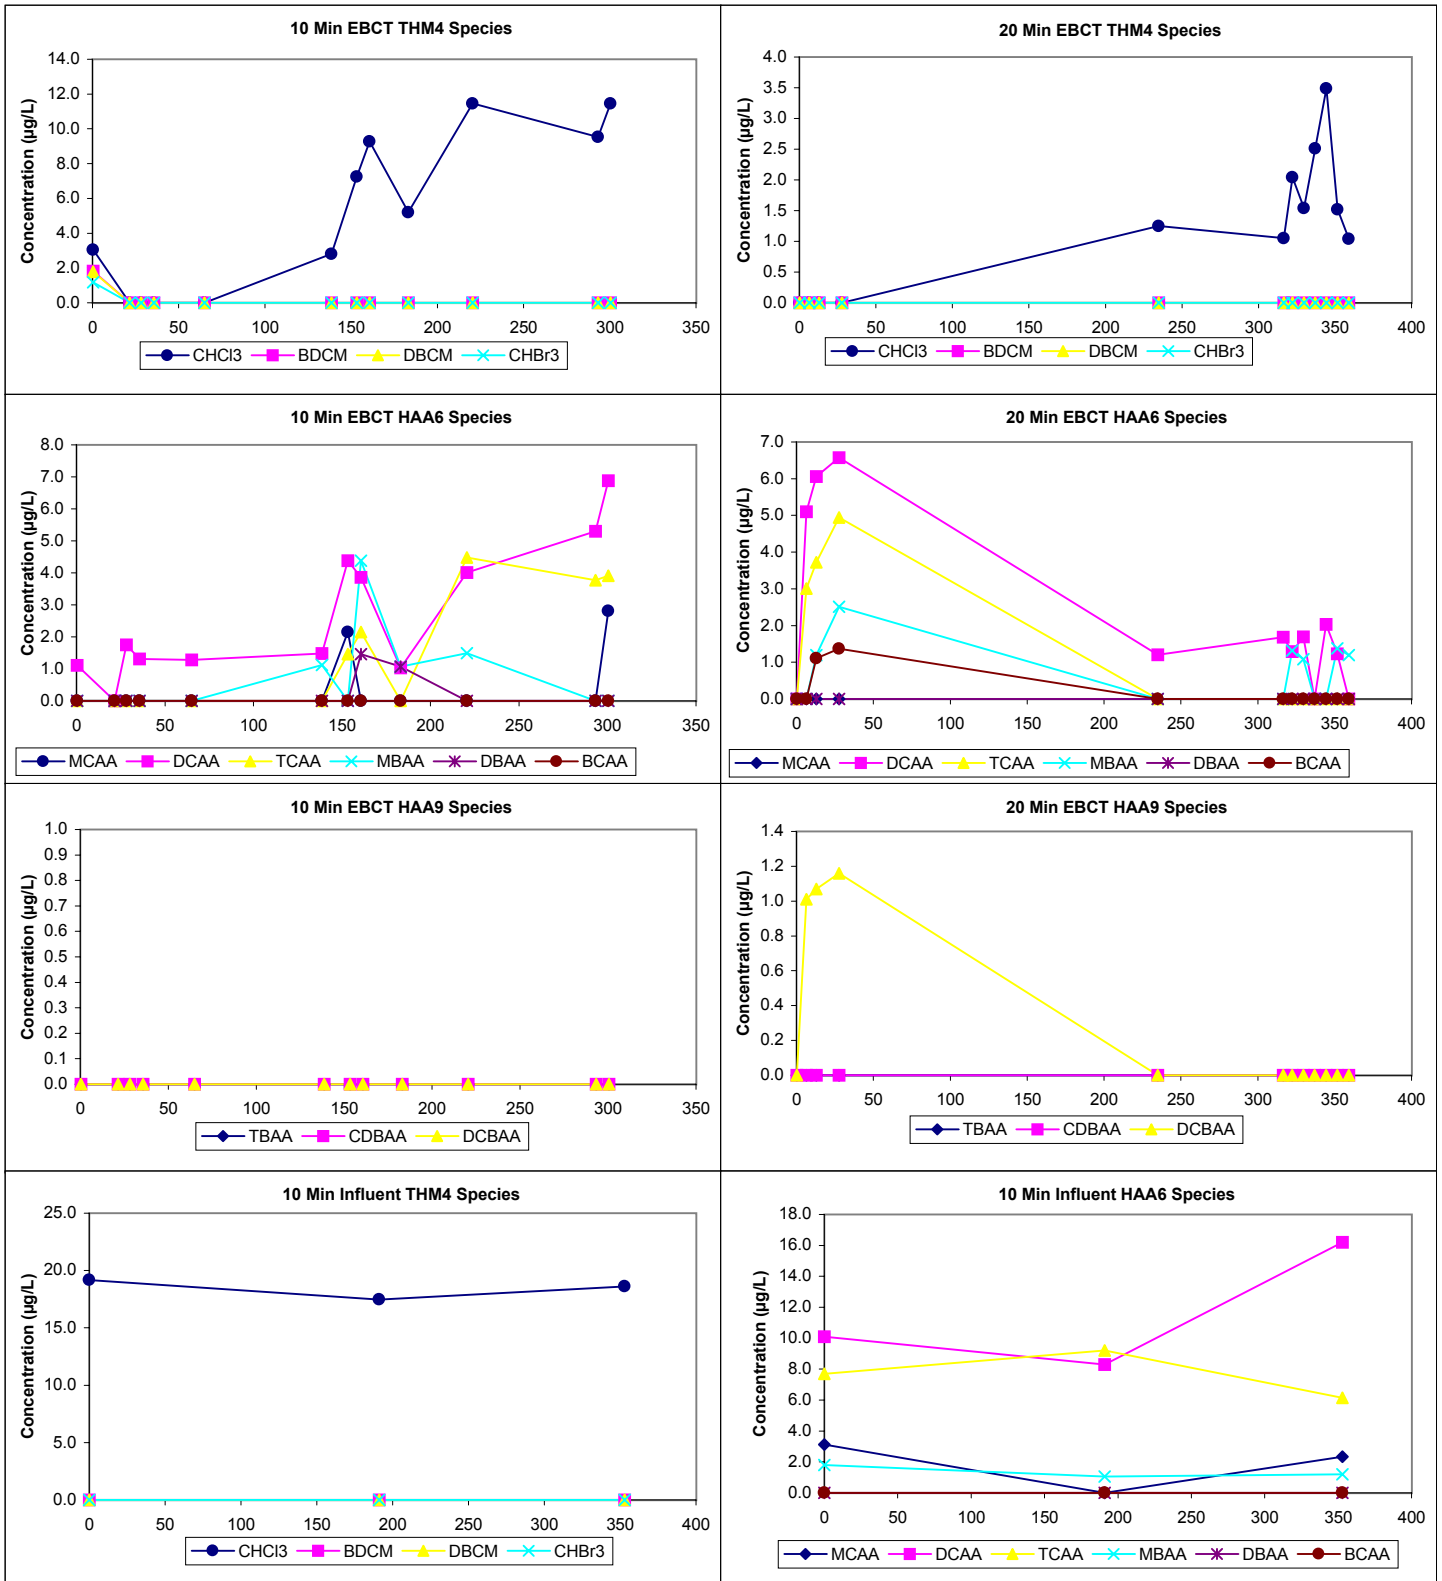 10 Min EBCT THM4 Species
Concentration (µg/L)
14.0
12.0
10.0
8.0
6.0
4.0
2.0
0.0
0 50 100 150 200 250 300 350
CHCl3 BDCM DBCM CHBr3
20 Min EBCT THM4 Species
Concentration (µg/L)
4.0
3.5
3.0
2.5
2.0
1.5
1.0
0.5
0.0
0 50 100 150 200 250 300 350 400
CHCl3 BDCM DBCM CHBr3
10 Min EBCT HAA6 Species
Concentration (µg/L)
8.0
7.0
6.0
5.0
4.0
3.0
2.0
1.0
0.0
0 50 100 150 200 250 300 350
MCAA DCAA TCAA MBAA DBAA BCAA
20 Min EBCT HAA6 Species
Concentration (µg/L)
7.0
6.0
5.0
4.0
3.0
2.0
1.0
0.0
0 50 100 150 200 250 300 350 400
MCAA DCAA TCAA MBAA DBAA BCAA
10 Min EBCT HAA9 Species
Concentration (µg/L)
1.0
0.9
0.8
0.7
0.6
0.5
0.4
0.3
0.2
0.1
0.0
0 50 100 150 200 250 300 350
TBAA CDBAA DCBAA
20 Min EBCT HAA9 Species
Concentration (µg/L)
1.4
1.2
1.0
0.8
0.6
0.4
0.2
0.0
0 50 100 150 200 250 300 350 400
TBAA CDBAA DCBAA
10 Min Influent THM4 Species
Concentration (µg/L)
25.0
20.0
15.0
10.0
5.0
0.0
0 50 100 150 200 250 300 350 400
CHCl3 BDCM DBCM CHBr3
10 Min Influent HAA6 Species
Concentration (µg/L)
18.0
16.0
14.0
12.0
10.0
8.0
6.0
4.0
2.0
0.0
0 50 100 150 200 250 300 350 400
MCAA DCAA TCAA MBAA DBAA BCAA